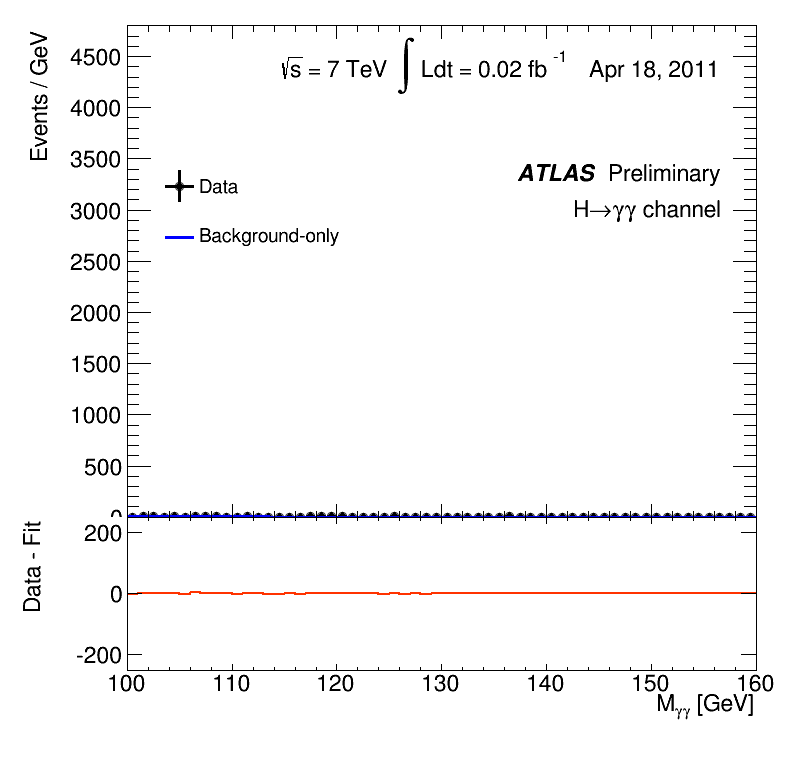 √s = 7 TeV ∫ Ldt = 0.02 fb -1 Apr 18, 2011
ATLAS Preliminary
H→γγ channel
Data
Background-only
Events / GeV
4500
4000
3500
3000
2500
2000
1500
1000
500
0
Data - Fit
200
0
-200
100 110 120 130 140 150 160
Mγγ [GeV]